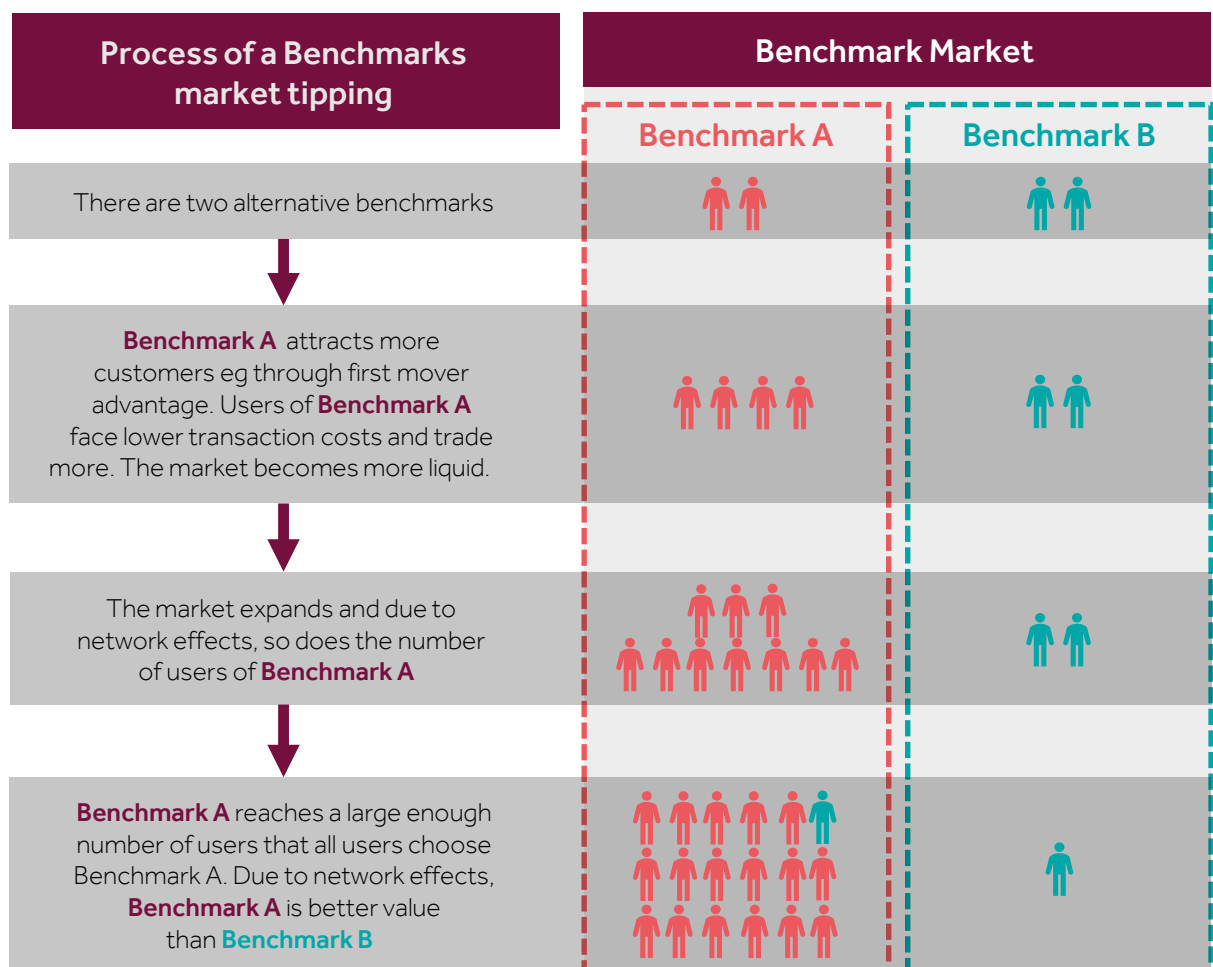 Process of a Benchmarks
market tipping
Benchmark Market
Benchmark A
Benchmark B
There are two alternative benchmarks
Benchmark A attracts more
customers eg through first mover
advantage. Users of Benchmark A
face lower transaction costs and trade
more. The market becomes more liquid.
The market expands and due to
network effects, so does the number
of users of Benchmark A
Benchmark A reaches a large enough
number of users that all users choose
Benchmark A. Due to network effects,
Benchmark A is better value
than Benchmark B